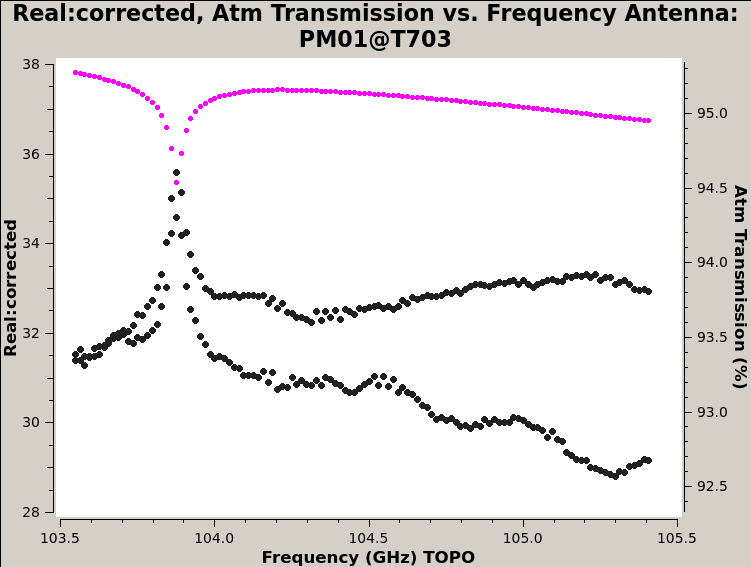 Real:corrected, Atm Transmission vs. Frequency Antenna:
PM01@T703
38
36
34
32
30
28
Real:corrected
95.0
94.5
94.0
93.5
93.0
92.5
Atm Transmission (%)
103.5 104.0 104.5 105.0 105.5
Frequency (GHz) TOPO